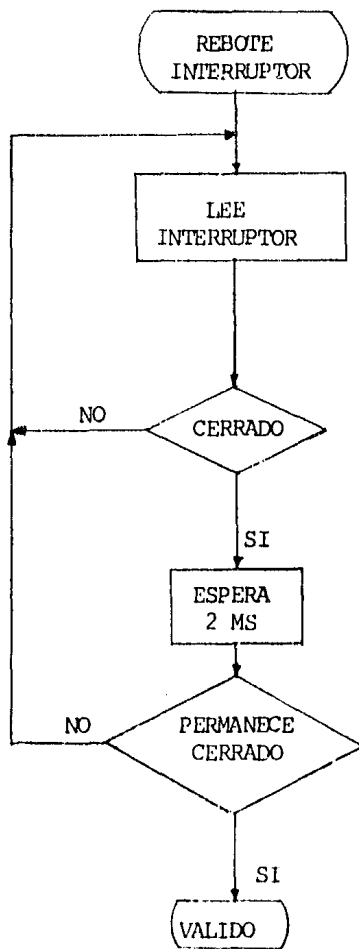 REBOTE
INTERRUPTOR
LEE
INTERRUPTOR
NO
CERRADO
SI
ESPERA
2 MS
NO
PERMANECE
CERRADO
SI
VALIDO